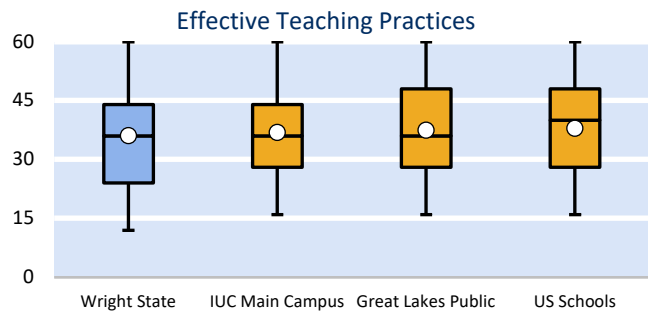 Effective Teaching Practices
60
45
30
15
0
Wright State IUC Main Campus Great Lakes Public US Schools